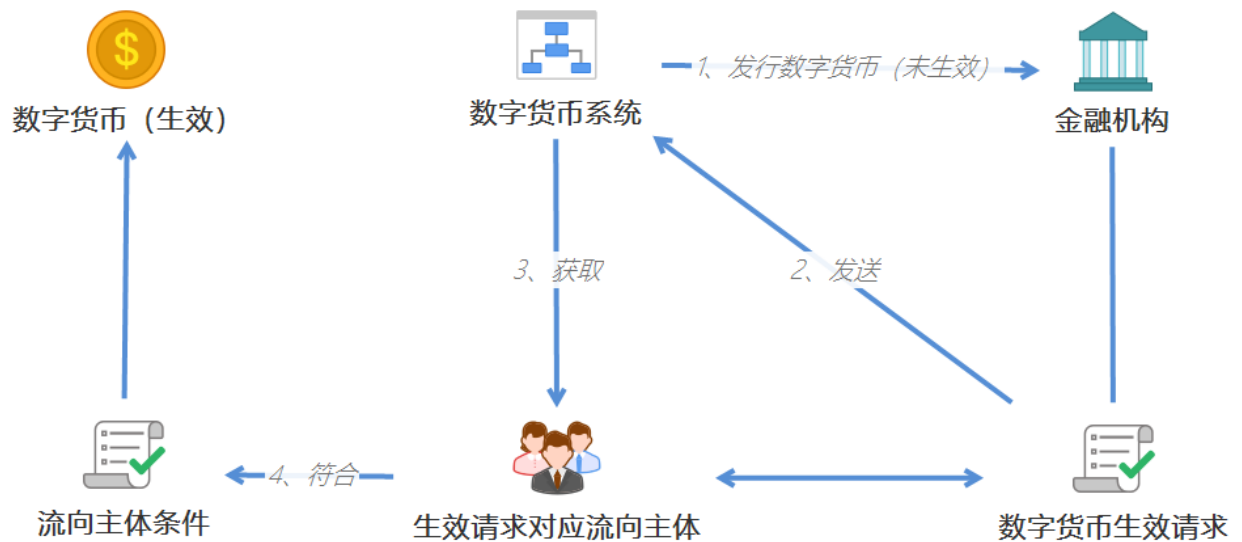 $
1、发行数字货币（未生效）
数字货币（生效）
数字货币系统
金融机构
3、获取
2、发送
4、符合
流向主体条件
生效请求对应流向主体
数字货币生效请求